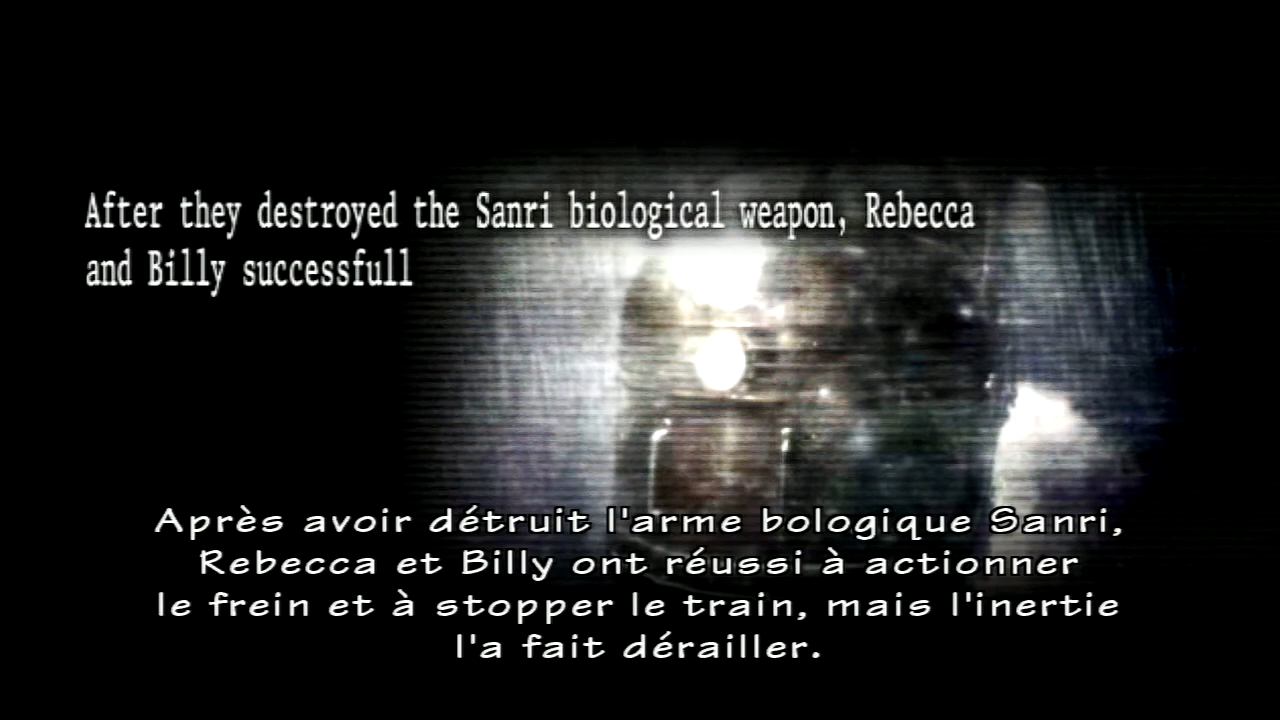 After they destroyed the Sanri biological weapon, Rebecca
and Billy successfull
Après avoir détruit l'arme bologique Sanri,
Rebecca et Billy ont réussi à actionner
le frein et à stopper le train, mais l'inertie
l'a fait dérailler.